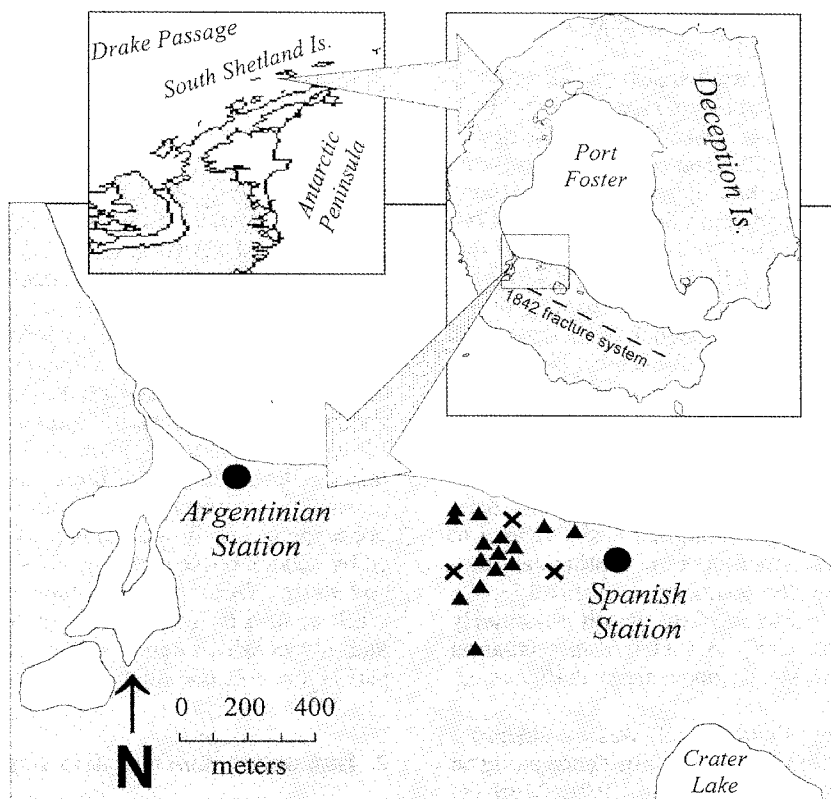 Drake Passage
South Shetland Is.
Antarctic
Peninsula
Port
Foster
Deception Is.
1842 fracture system
Argentinian
Station
Spanish
Station
0 200 400
meters
N
Crater
Lake